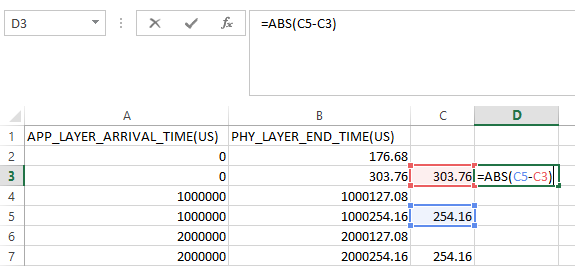 D3 fx =ABS(C5-C3)
A B C D
1 APP_LAYER_ARRIVAL_TIME(US) PHY_LAYER_END_TIME(US)
2 0 176.68
3 0 303.76 303.76 =ABS(C5-C3)
4 1000000 1000127.08
5 1000000 1000254.16 254.16
6 2000000 2000127.08
7 2000000 2000254.16 254.16